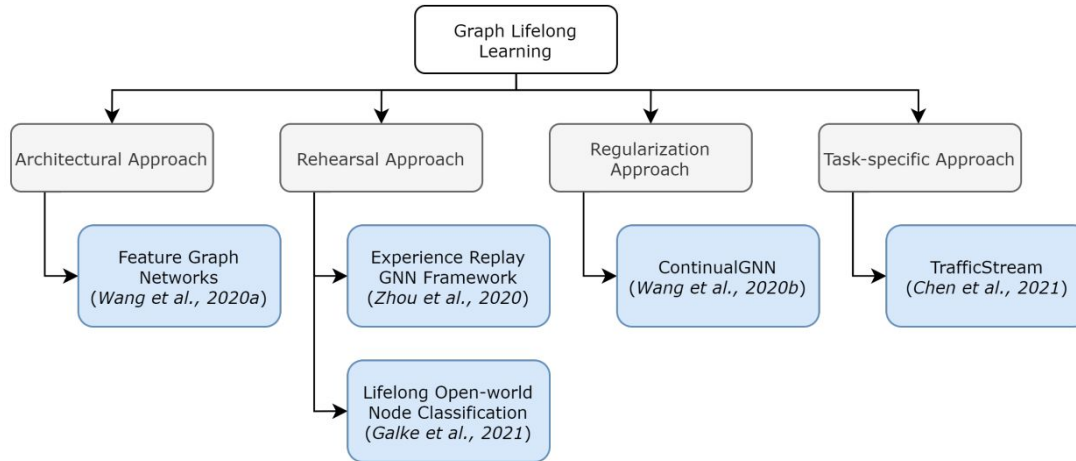 Graph Lifelong
Learning
Architectural Approach
Rehearsal Approach
Regularization
Approach
Task-specific Approach
Feature Graph
Networks
(Wang et al., 2020a)
Experience Replay
GNN Framework
(Zhou et al., 2020)
ContinualGNN
(Wang et al., 2020b)
TrafficStream
(Chen et al., 2021)
Lifelong Open-world
Node Classification
(Galke et al., 2021)